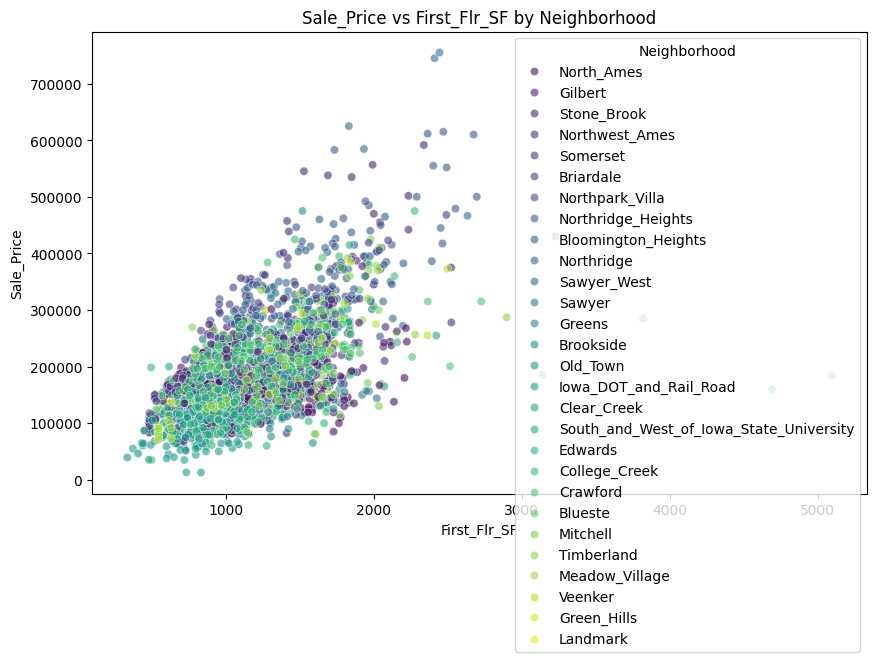 Sale_Price vs First_Flr_SF by Neighborhood
Sale_Price
700000
600000
500000
400000
300000
200000
100000
0
1000
2000
3000
4000
5000
First_Flr_SF
Neighborhood
North_Ames
Gilbert
Stone_Brook
Northwest_Ames
Somerset
Briardale
Northpark_Villa
Northridge_Heights
Bloomington_Heights
Northridge
Sawyer_West
Sawyer
Greens
Brookside
Old_Town
Iowa_DOT_and_Rail_Road
Clear_Creek
South_and_West_of_Iowa_State_University
Edwards
College_Creek
Crawford
Blueste
Mitchell
Timberland
Meadow_Village
Veenker
Green_Hills
Landmark